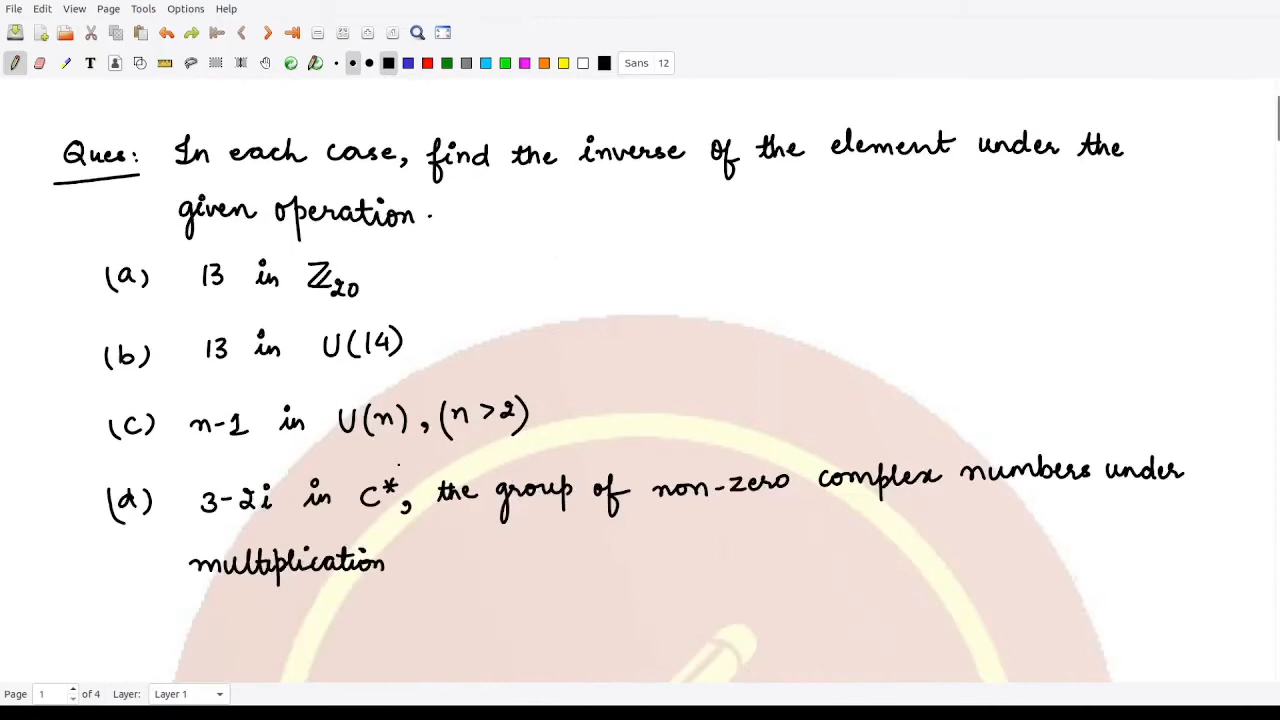 File Edit View Page Tools Options Help
Sans 12
Ques: In each case, find the inverse of the element under the
given operation.
(a) 13 in ℤ₂₀
(b) 13 in U(14)
(c) n-1 in U(n), (n>2)
(d) 3-2i in C*, the group of non-zero complex numbers under
multiplication
Page 1 of 4 Layer: Layer 1